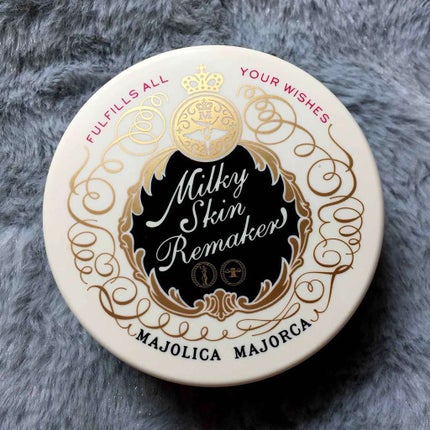 FULFILLS ALL YOUR WISHES
M
Milky
Skin
Remaker
MAJOLICA MAJORCA